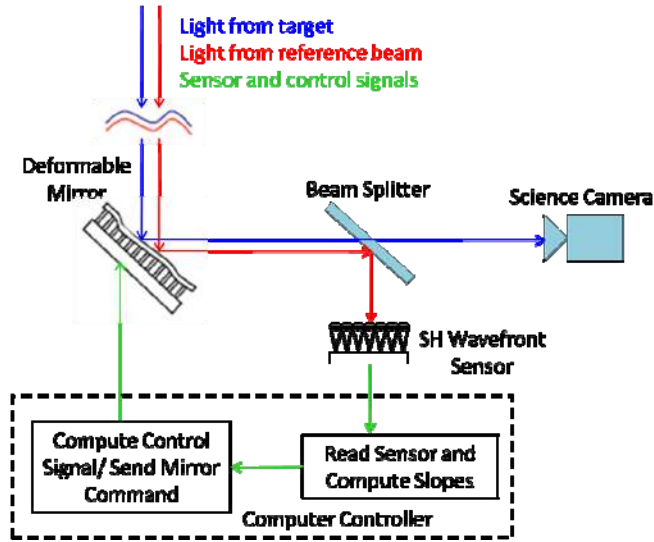 Light from target
Light from reference beam
Sensor and control signals
Deformable
Mirror
Beam Splitter
Science Camera
SH Wavefront
Sensor
Compute Control
Signal/ Send Mirror
Command
Read Sensor and
Compute Slopes
Computer Controller